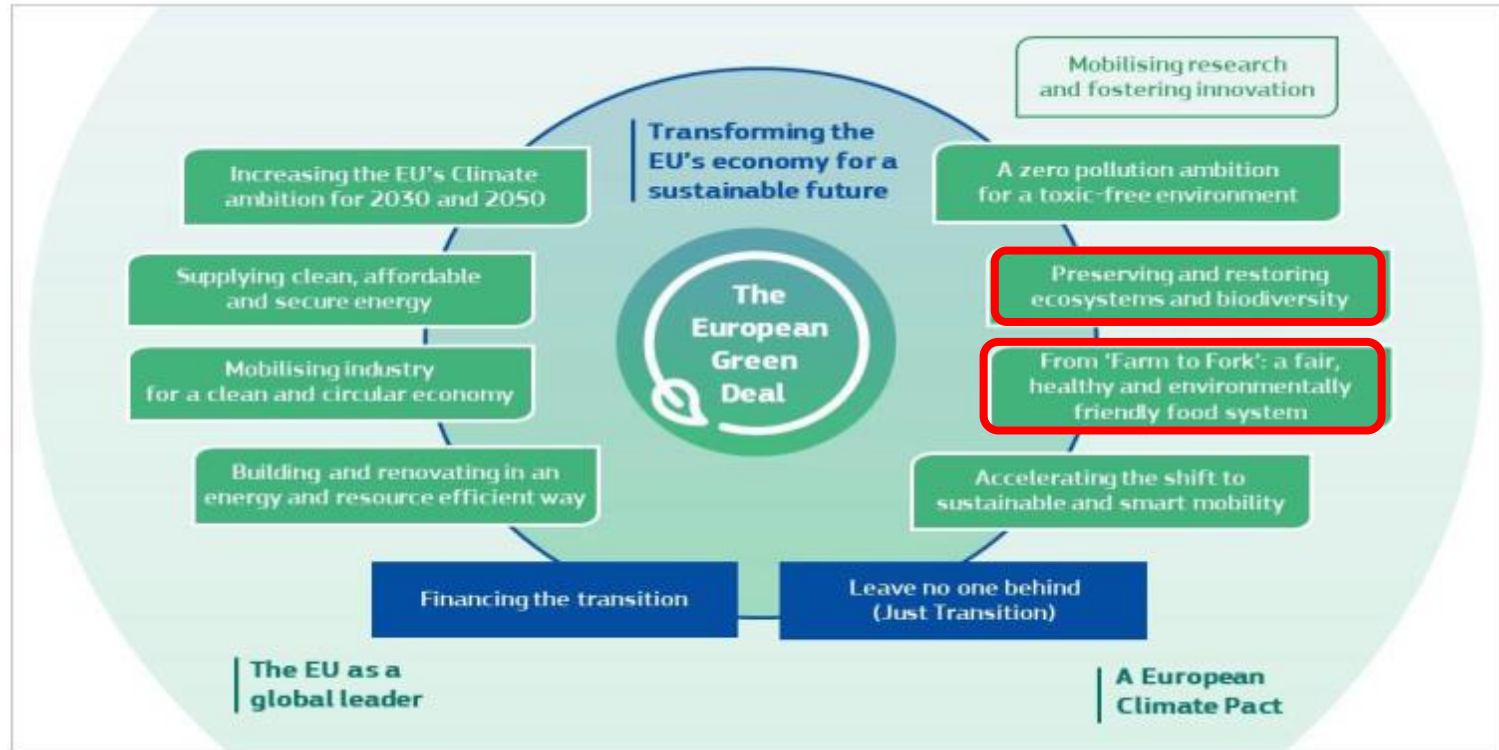 Mobilising research
and fostering innovation
Transforming the
EU's economy for a
sustainable future
Increasing the EU's Climate
ambition for 2030 and 2050
A zero pollution ambition
for a toxic-free environment
Supplying clean, affordable
and secure energy
Preserving and restoring
ecosystems and biodiversity
The
European
Green
Deal
Mobilising industry
for a clean and circular economy
From 'Farm to Fork': a fair,
healthy and environmentally
friendly food system
Building and renovating in an
energy and resource efficient way
Accelerating the shift to
sustainable and smart mobility
Financing the transition
Leave no one behind
(Just Transition)
The EU as a
global leader
A European
Climate Pact